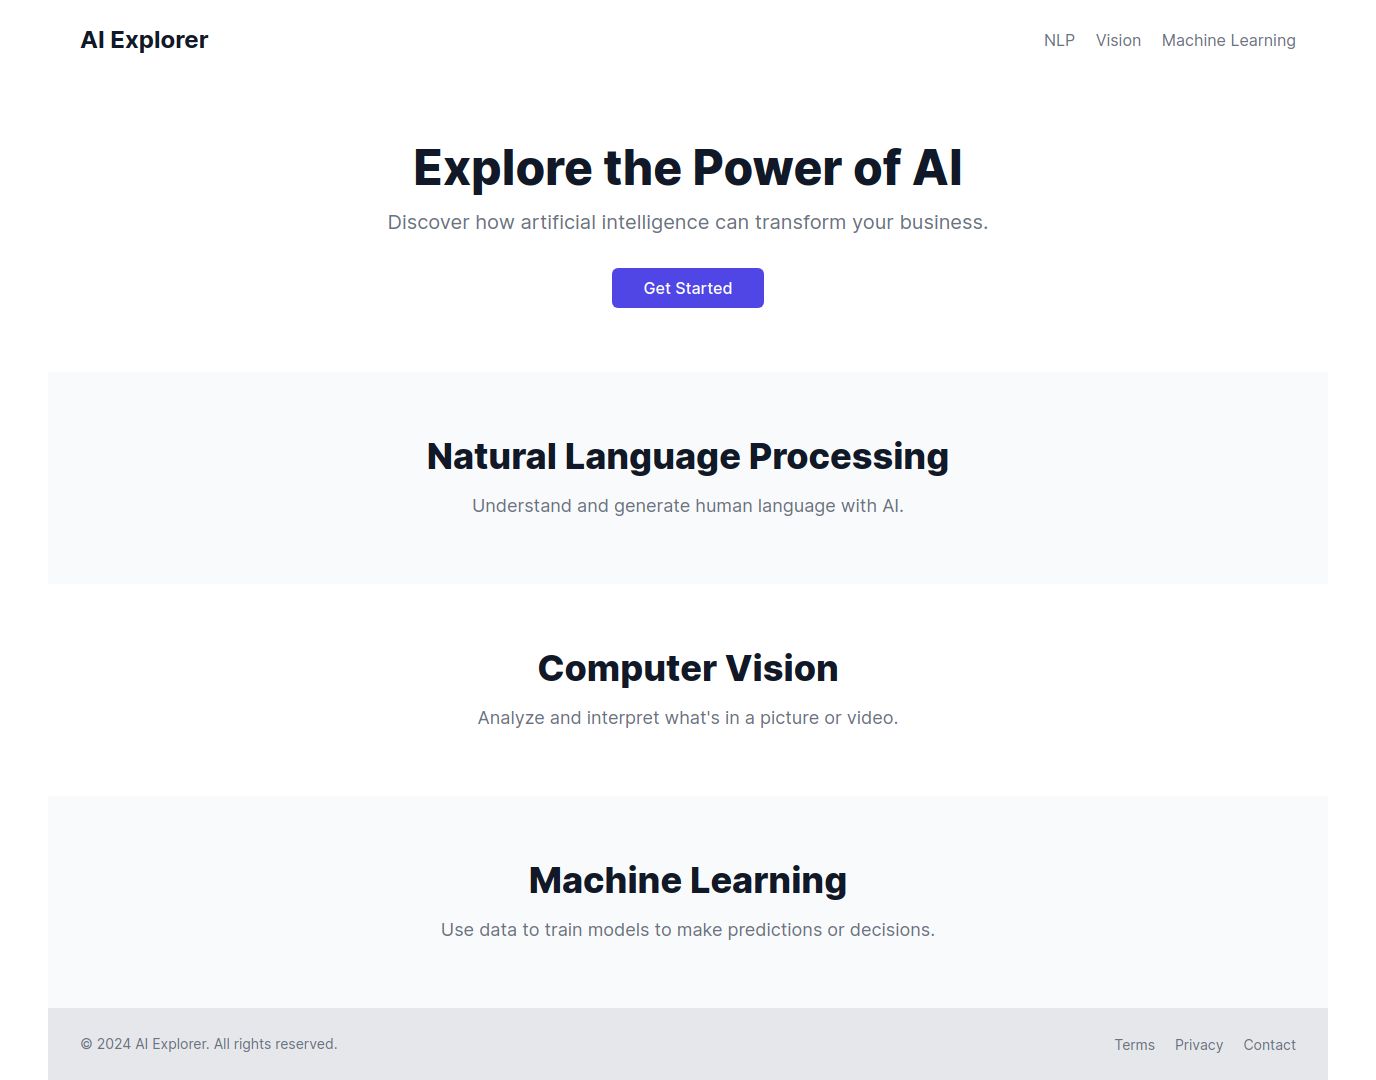 AI Explorer
NLP Vision Machine Learning
Explore the Power of AI
Discover how artificial intelligence can transform your business.
Get Started
Natural Language Processing
Understand and generate human language with AI.
Computer Vision
Analyze and interpret what's in a picture or video.
Machine Learning
Use data to train models to make predictions or decisions.
© 2024 AI Explorer. All rights reserved.
Terms Privacy Contact